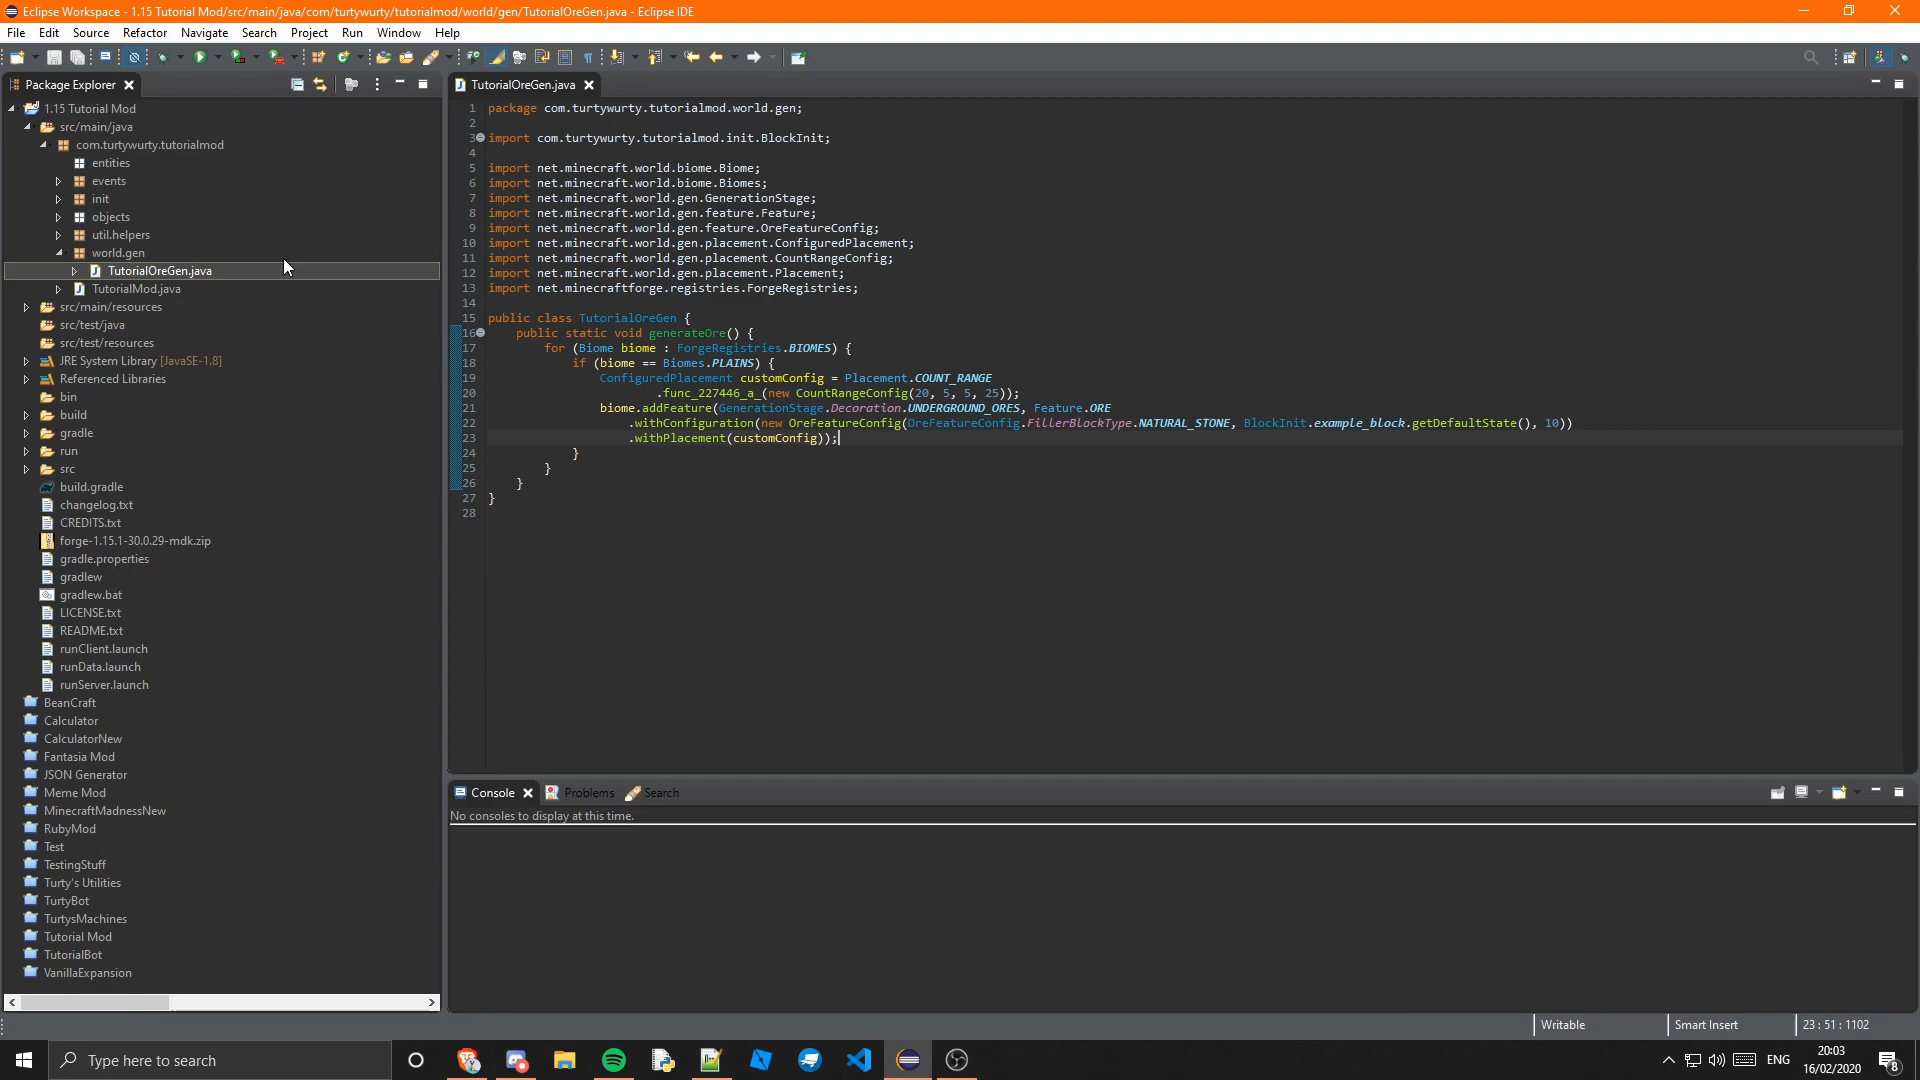 Eclipse Workspace - 1.15 Tutorial Mod/src/main/java/com/turtywurty/tutorialmod/world/gen/TutorialOreGen.java - Eclipse IDE
File Edit Source Refactor Navigate Search Project Run Window Help
Package Explorer
TutorialOreGen.java
1.15 Tutorial Mod
src/main/java
com.turtywurty.tutorialmod
entities
events
init
objects
util.helpers
world.gen
TutorialOreGen.java
TutorialMod.java
src/main/resources
src/test/java
src/test/resources
JRE System Library [JavaSE-1.8]
Referenced Libraries
bin
build
gradle
run
src
build.gradle
changelog.txt
CREDITS.txt
forge-1.15.1-30.0.29-mdk.zip
gradle.properties
gradlew
gradlew.bat
LICENSE.txt
README.txt
runClient.launch
runData.launch
runServer.launch
BeanCraft
Calculator
CalculatorNew
Fantasia Mod
JSON Generator
Meme Mod
MinecraftMadnessNew
RubyMod
Test
TestingStuff
Turty's Utilities
TurtyBot
TurtysMachines
Tutorial Mod
TutorialBot
VanillaExpansion
1 package com.turtywurty.tutorialmod.world.gen;
2
3 import com.turtywurty.tutorialmod.init.BlockInit;
4
5 import net.minecraft.world.biome.Biome;
6 import net.minecraft.world.biome.Biomes;
7 import net.minecraft.world.gen.GenerationStage;
8 import net.minecraft.world.gen.feature.Feature;
9 import net.minecraft.world.gen.feature.OreFeatureConfig;
10 import net.minecraft.world.gen.placement.ConfiguredPlacement;
11 import net.minecraft.world.gen.placement.CountRangeConfig;
12 import net.minecraft.world.gen.placement.Placement;
13 import net.minecraftforge.registries.ForgeRegistries;
14
15 public class TutorialOreGen {
16 public static void generateOre() {
17 for (Biome biome : ForgeRegistries.BIOMES) {
18 if (biome == Biomes.PLAINS) {
19 ConfiguredPlacement customConfig = Placement.COUNT_RANGE
20 .func_227446_a_(new CountRangeConfig(20, 5, 5, 25));
21 biome.addFeature(GenerationStage.Decoration.UNDERGROUND_ORES, Feature.ORE
22 .withConfiguration(new OreFeatureConfig(OreFeatureConfig.FillerBlockType.NATURAL_STONE, BlockInit.example_block.getDefaultState(), 10))
23 .withPlacement(customConfig));
24 }
25 }
26 }
27 }
28
Console Problems Search
No consoles to display at this time.
Writable Smart Insert 23 : 51 : 1102
Type here to search
ENG
20:03
16/02/2020
8